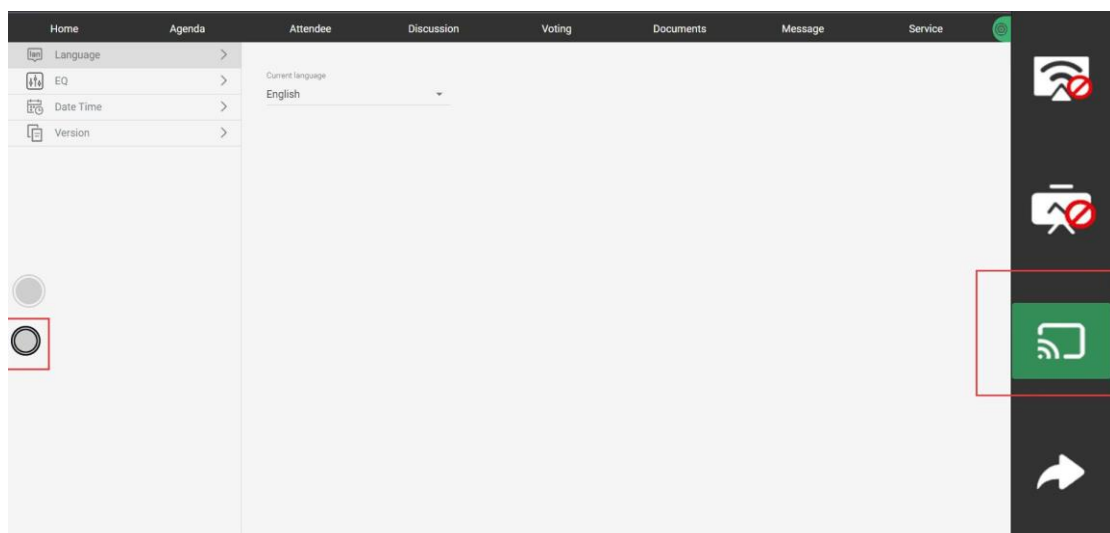 Home Agenda Attendee Discussion Voting Documents Message Service
Language
EQ
Date Time
Version
Current language
English